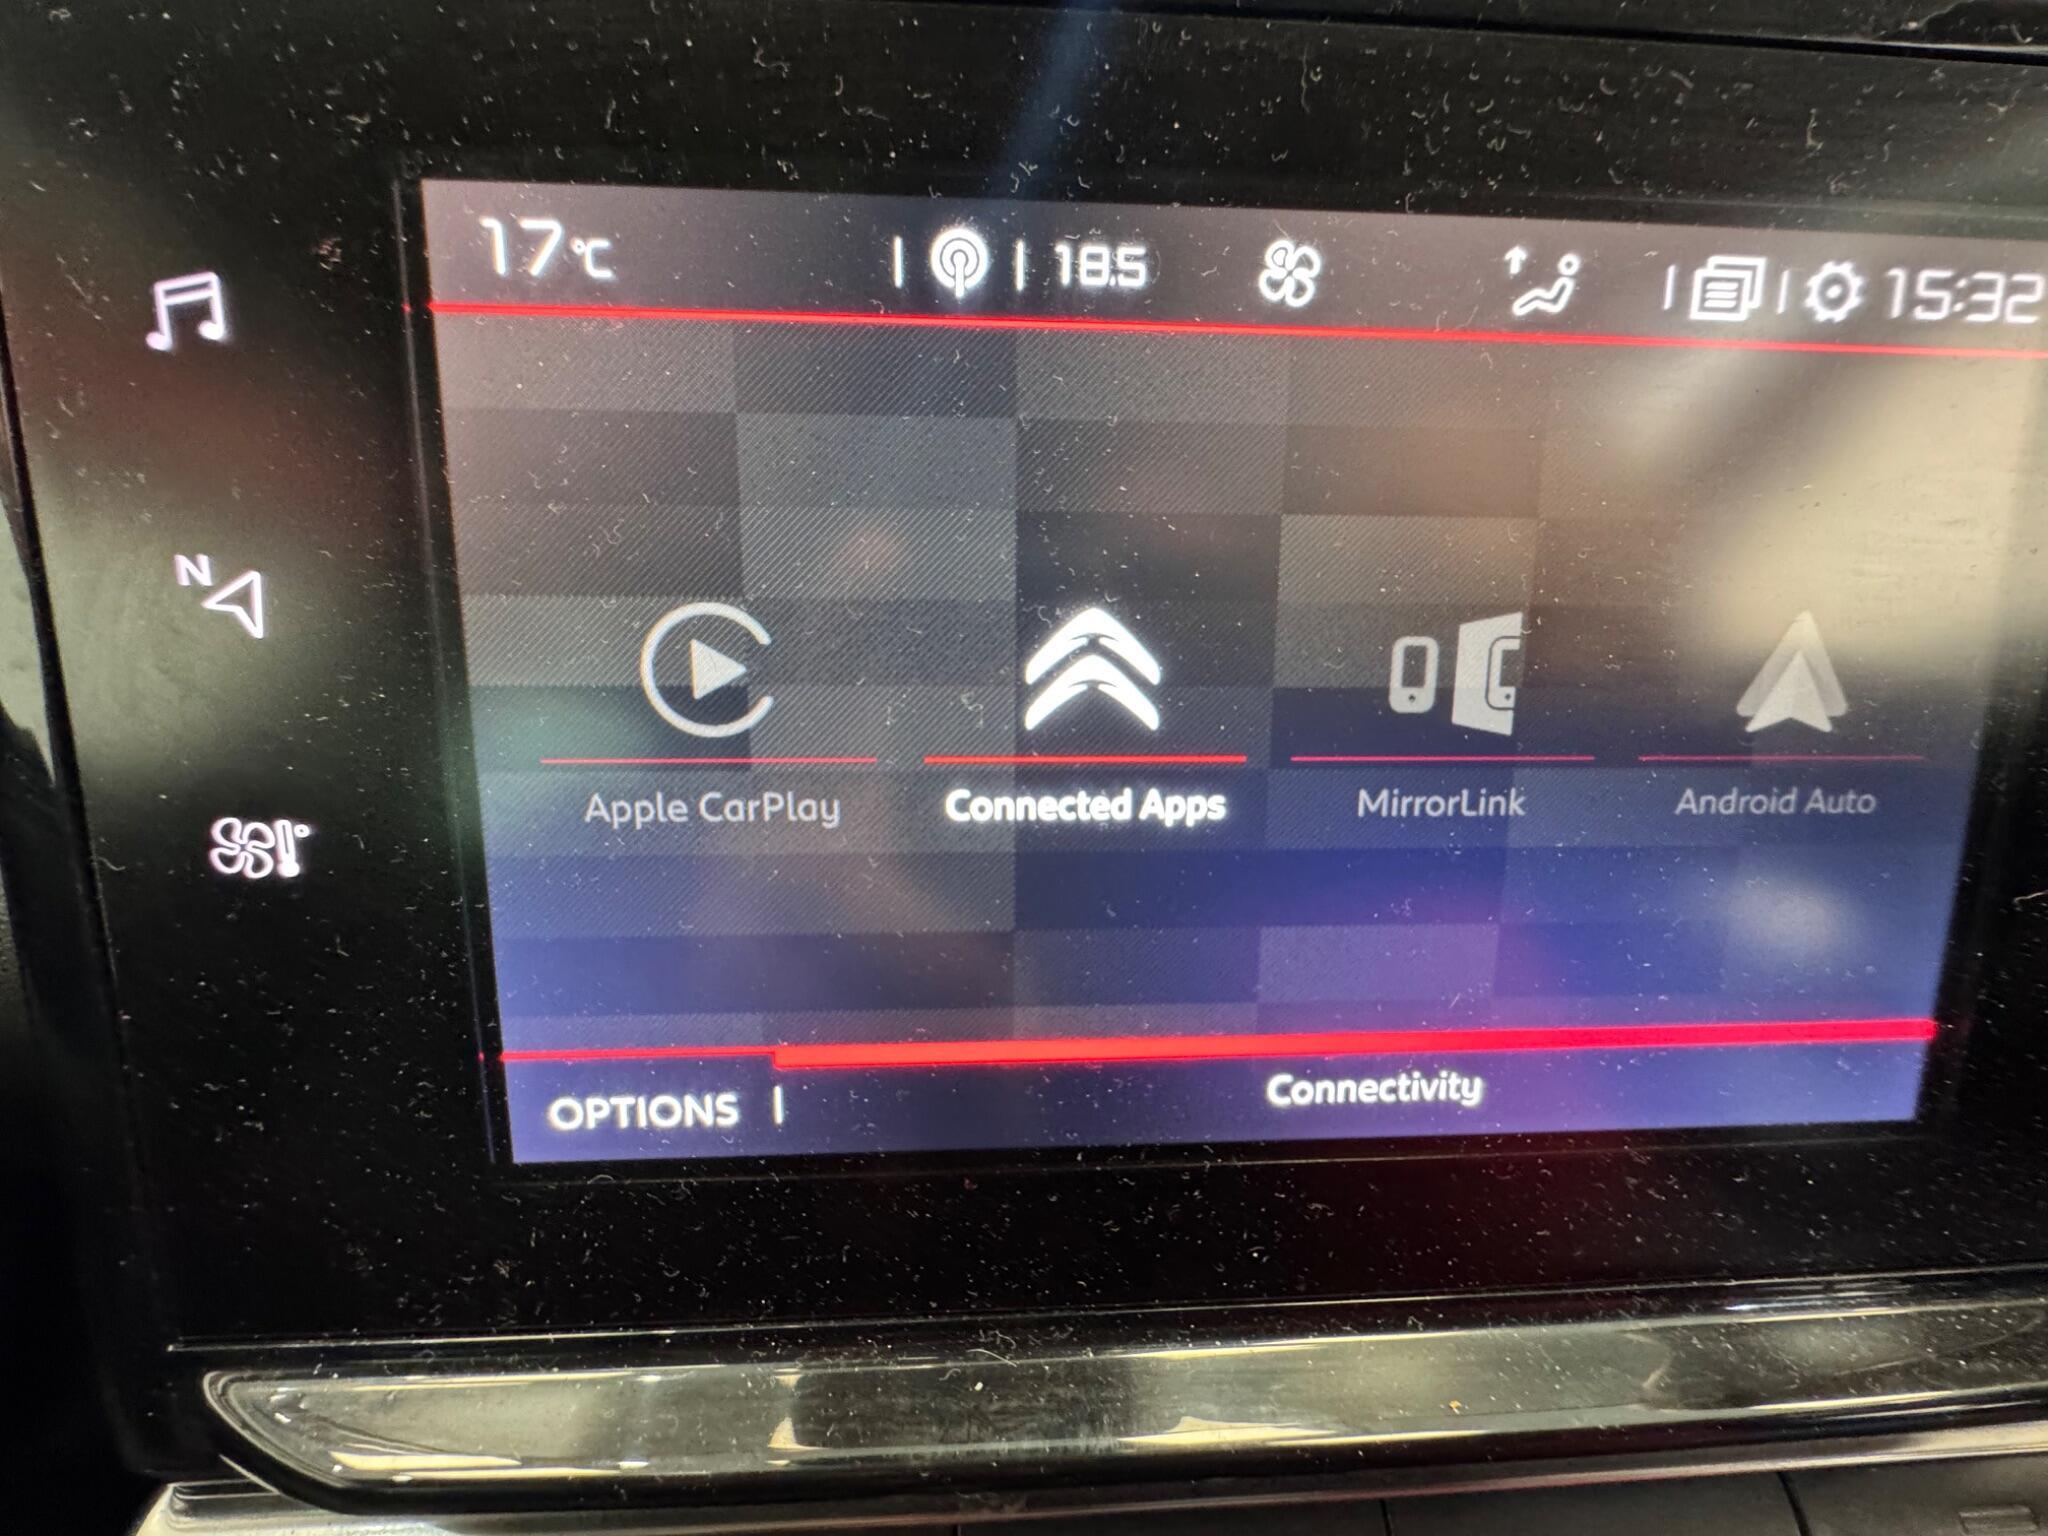 17°C 18.5 15:32
N
Apple CarPlay Connected Apps MirrorLink Android Auto
OPTIONS Connectivity